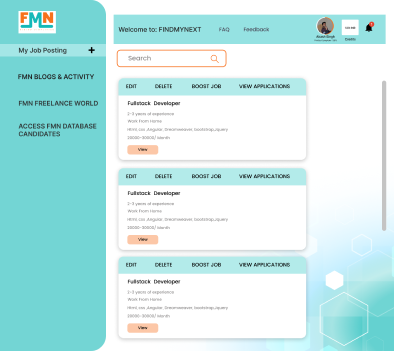 FMN
My Job Posting +
FMN BLOGS & ACTIVITY
FMN FREELANCE WORLD
ACCESS FMN DATABASE
CANDIDATES
Welcome to: FINDMYNEXT FAQ Feedback
Akash Singh
Credits
Search
EDIT DELETE BOOST JOB VIEW APPLICATIONS
Fullstack Developer
2-3 years of experience
Work From Home
Html, css ,Angular, Dreamweaver, bootstrap,Jquery
20000-30000/ Month
View
EDIT DELETE BOOST JOB VIEW APPLICATIONS
Fullstack Developer
2-3 years of experience
Work From Home
Html, css ,Angular, Dreamweaver, bootstrap,Jquery
20000-30000/ Month
View
EDIT DELETE BOOST JOB VIEW APPLICATIONS
Fullstack Developer
2-3 years of experience
Work From Home
Html, css ,Angular, Dreamweaver, bootstrap,Jquery
20000-30000/ Month
View